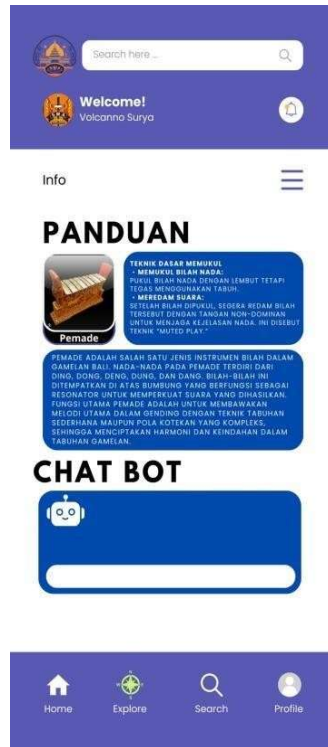 Search here ...
Welcome!
Volcanno Surya
Info
PANDUAN
TEKNIK DASAR MEMUKUL
• MEMUKUL BILAH NADA:
PUKUL BILAH NADA DENGAN LEMBUT TETAPI
TEGAS MENGGUNAKAN TABUH.
• MEREDAM SUARA:
SETELAH BILAH DIPUKUL, SEGERA REDAM BILAH
TERSEBUT DENGAN TANGAN NON-DOMINAN
UNTUK MENJAGA KEJELASAN NADA. INI DISEBUT
TEKNIK "MUTED PLAY."
Pemade
PEMADE ADALAH SALAH SATU JENIS INSTRUMEN BILAH DALAM
GAMELAN BALI. NADA-NADA PADA PEMADE TERDIRI DARI
DING, DONG, DENG, DUNG, DAN DANG. BILAH-BILAH INI
DITEMPATKAN DI ATAS BUMBUNG YANG BERFUNGSI SEBAGAI
RESONATOR UNTUK MEMPERKUAT SUARA YANG DIHASILKAN.
FUNGSI UTAMA PEMADE ADALAH UNTUK MEMBAWAKAN
MELODI UTAMA DALAM GENDING DENGAN TEKNIK TABUHAN
SEDERHANA MAUPUN POLA KOTEKAN YANG KOMPLEKS,
SEHINGGA MENCIPTAKAN HARMONI DAN KEINDAHAN DALAM
TABUHAN GAMELAN.
CHAT BOT
Home
Explore
Search
Profile